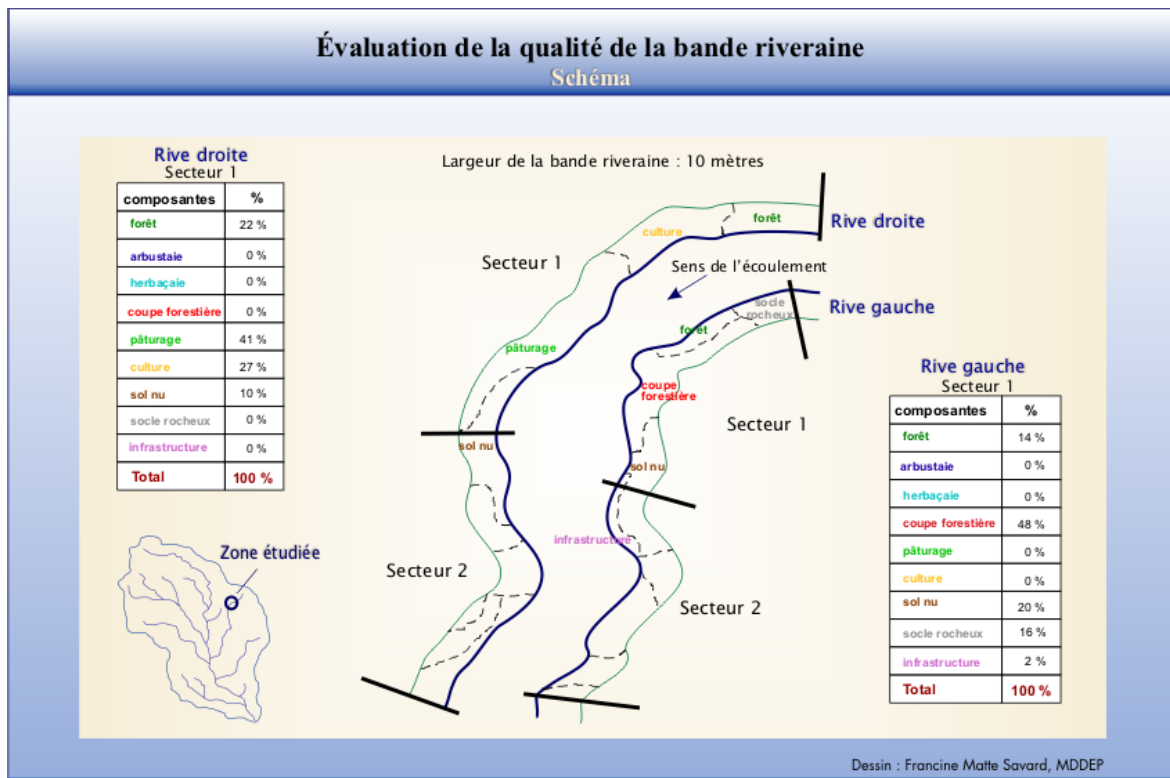 Évaluation de la qualité de la bande riveraine
Schéma
Rive droite
Secteur 1
composantes %
forêt 22 %
arbustaie 0 %
herbaçaie 0 %
coupe forestière 0 %
pâturage 41 %
culture 27 %
sol nu 10 %
socle rocheux 0 %
infrastructure 0 %
Total 100 %
Largeur de la bande riveraine : 10 mètres
forêt
Rive droite
culture
Secteur 1
Sens de l'écoulement
socle
rocheux
Rive gauche
forêt
pâturage
coupe
forestière
Secteur 1
sol nu
sol nu
infrastructure
Secteur 2
Secteur 2
Zone étudiée
Rive gauche
Secteur 1
composantes %
forêt 14 %
arbustaie 0 %
herbaçaie 0 %
coupe forestière 48 %
pâturage 0 %
culture 0 %
sol nu 20 %
socle rocheux 16 %
infrastructure 2 %
Total 100 %
Dessin : Francine Matte Savard, MDDEP